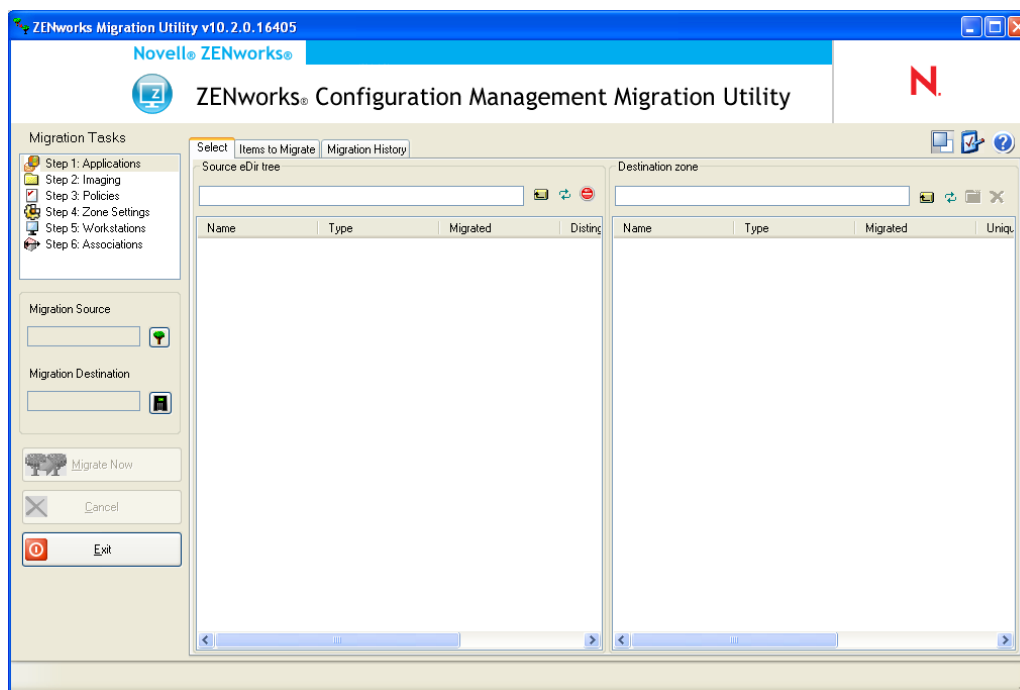 ZENworks Migration Utility v10.2.0.16405
Novell® ZENworks®
ZENworks® Configuration Management Migration Utility
N.
Migration Tasks
Step 1: Applications
Step 2: Imaging
Step 3: Policies
Step 4: Zone Settings
Step 5: Workstations
Step 6: Associations
Migration Source
Migration Destination
Migrate Now
Cancel
Exit
Select Items to Migrate Migration History
Source eDir tree
Name Type Migrated Disting
Destination zone
Name Type Migrated Uniqu